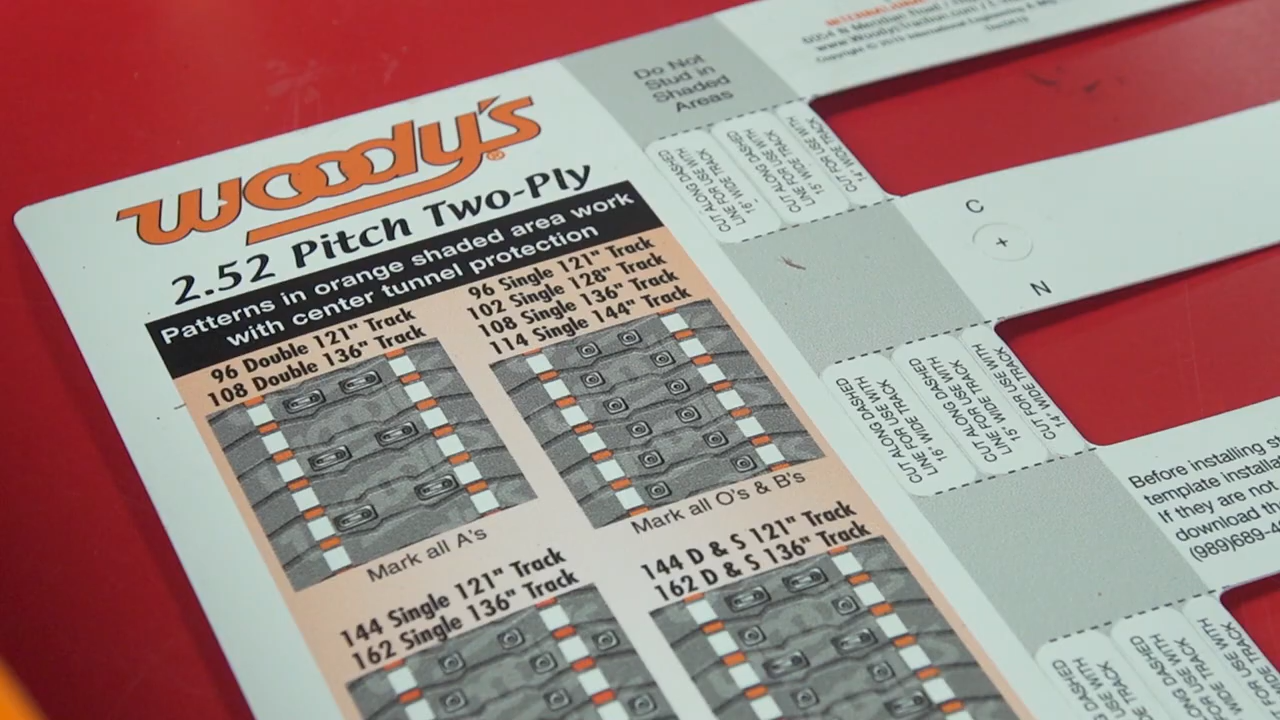 woody's®
2.52 Pitch Two-Ply
Patterns in orange shaded area work
with center tunnel protection
96 Double 121" Track
108 Double 136" Track
Mark all A's
96 Single 121" Track
102 Single 128" Track
108 Single 136" Track
114 Single 144" Track
Mark all O's & B's
144 Single 121" Track
162 Single 136" Track
144 D & S 121" Track
162 D & S 136" Track
Do Not
Stud in
Shaded
Areas
CUT ALONG DASHED
LINE FOR USE WITH
16" WIDE TRACK
CUT ALONG DASHED
LINE FOR USE WITH
15" WIDE TRACK
CUT FOR USE WITH
14" WIDE TRACK
C
N
CUT ALONG DASHED
LINE FOR USE WITH
16" WIDE TRACK
CUT ALONG DASHED
LINE FOR USE WITH
15" WIDE TRACK
CUT FOR USE WITH
14" WIDE TRACK
Before installing
template
If they are not
download
(989)689-4